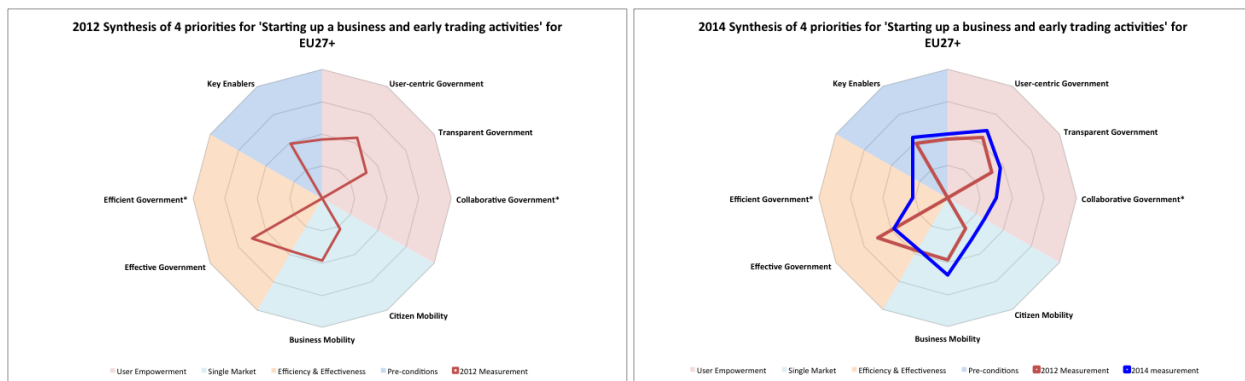 2012 Synthesis of 4 priorities for 'Starting up a business and early trading activities' for
EU27+
Key Enablers
User-centric Government
Transparent Government
Efficient Government*
Collaborative Government*
Effective Government
Citizen Mobility
Business Mobility
User Empowerment
Single Market
Efficiency & Effectiveness
Pre-conditions
2012 Measurement
2014 Synthesis of 4 priorities for 'Starting up a business and early trading activities' for
EU27+
Key Enablers
User-centric Government
Transparent Government
Efficient Government*
Collaborative Government*
Effective Government
Citizen Mobility
Business Mobility
User Empowerment
Single Market
Efficiency & Effectiveness
Pre-conditions
2012 Measurement
2014 measurement